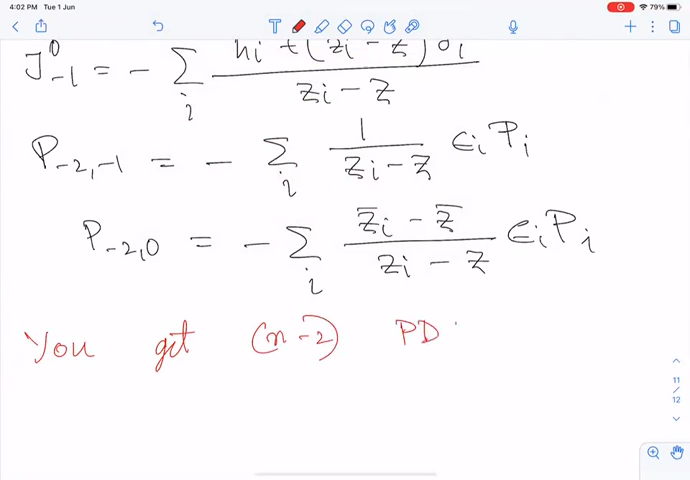 4:02 PM Tue 1 Jun 79%
J⁰₋₁ = - Σᵢ (hᵢ + (zᵢ - z) ∂ᵢ) / (zᵢ - z)
P₋₂,₋₁ = - Σᵢ 1 / (zᵢ - z) ϵᵢ Pᵢ
P₋₂,₀ = - Σᵢ (z̄ᵢ - z̄) / (zᵢ - z) ϵᵢ Pᵢ
You get (n-2) PD
11
/
12